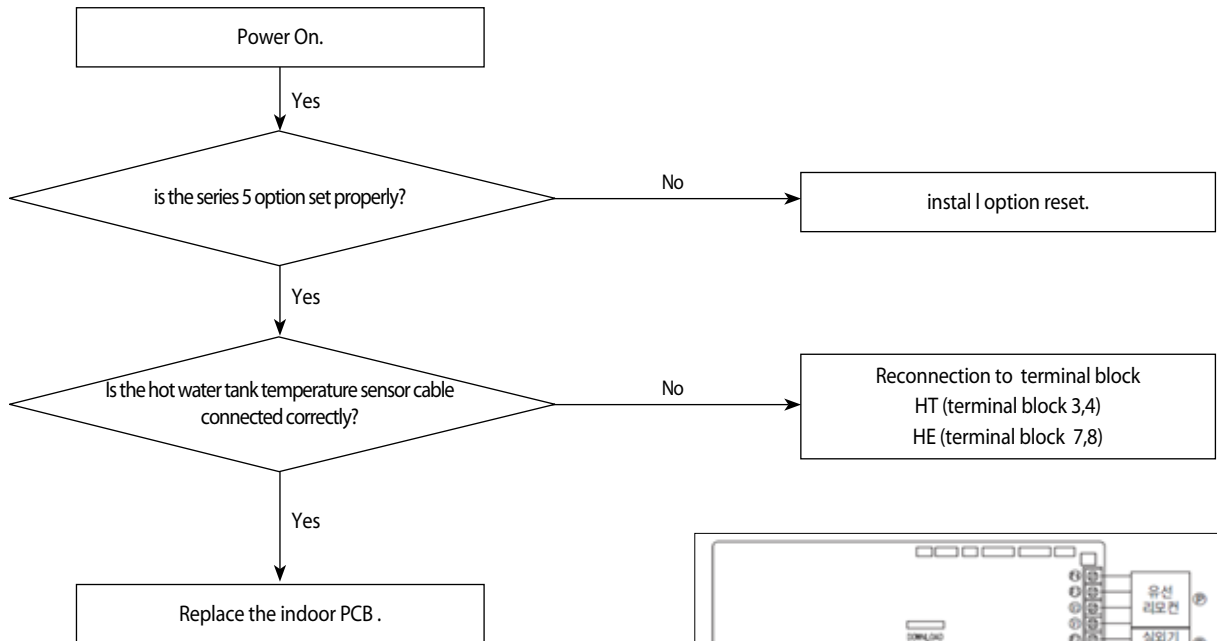 Power On.
Yes
is the series 5 option set properly?
No
instal l option reset.
Yes
Is the hot water tank temperature sensor cable
connected correctly?
No
Reconnection to terminal block
HT (terminal block 3,4)
HE (terminal block 7,8)
Yes
Replace the indoor PCB .
유선
리모컨
DOWNLOAD
실외기